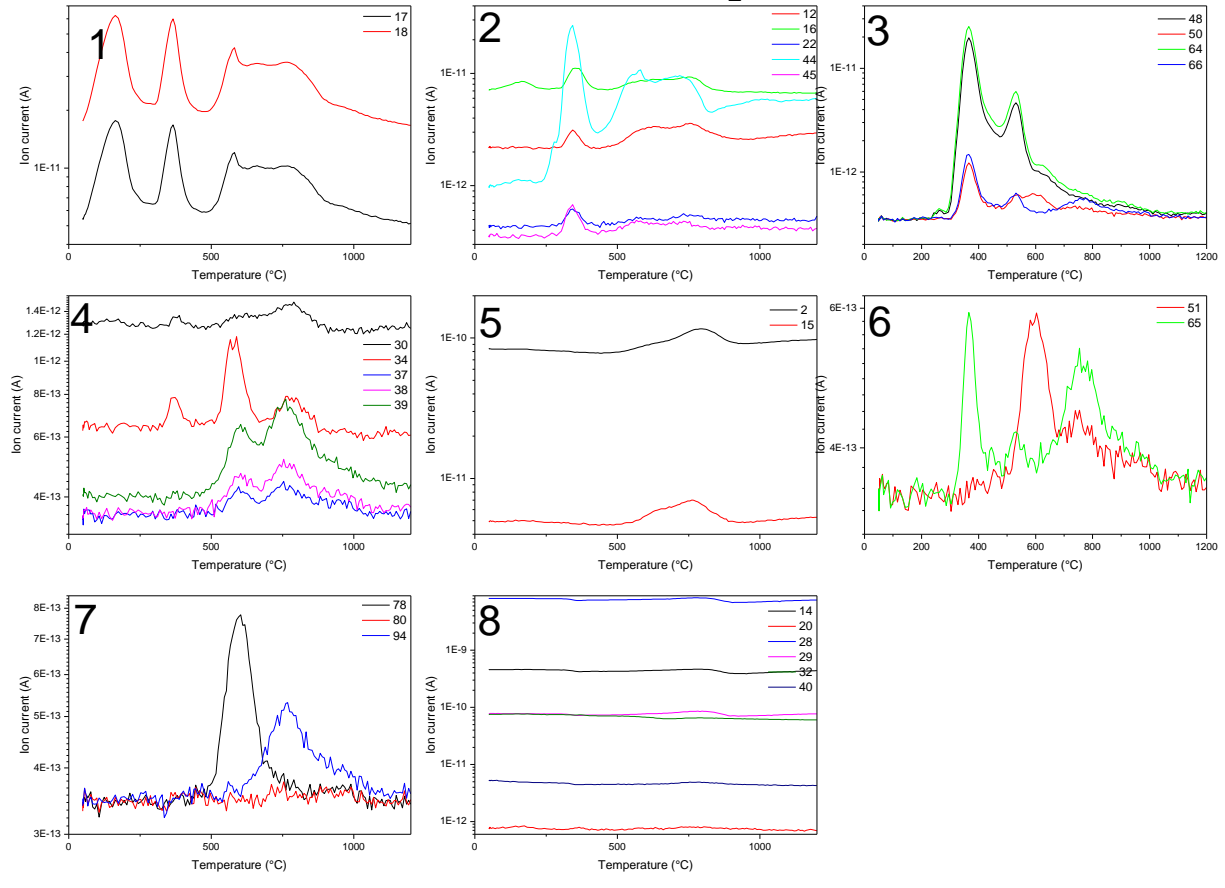 1
17
18
1E-11
Ion current (A)
0
250
500
750
1000
Temperature (°C)
2
12
16
22
44
45
1E-11
1E-12
Ion current (A)
0
500
1000
Temperature (°C)
3
48
50
64
66
1E-11
1E-12
Ion current (A)
0
200
400
600
800
1000
1200
Temperature (°C)
4
30
34
37
38
39
1.4E-12
1.2E-12
1E-12
8E-13
6E-13
4E-13
Ion current (A)
0
500
1000
Temperature (°C)
5
2
15
1E-10
1E-11
Ion current (A)
0
500
1000
Temperature (°C)
6
51
65
6E-13
4E-13
Ion current (A)
0
200
400
600
800
1000
1200
Temperature (°C)
7
78
80
94
8E-13
7E-13
6E-13
5E-13
4E-13
3E-13
Ion current (A)
0
500
1000
Temperature (°C)
8
14
20
28
29
32
40
1E-9
1E-10
1E-11
1E-12
Ion current (A)
0
500
1000
Temperature (°C)